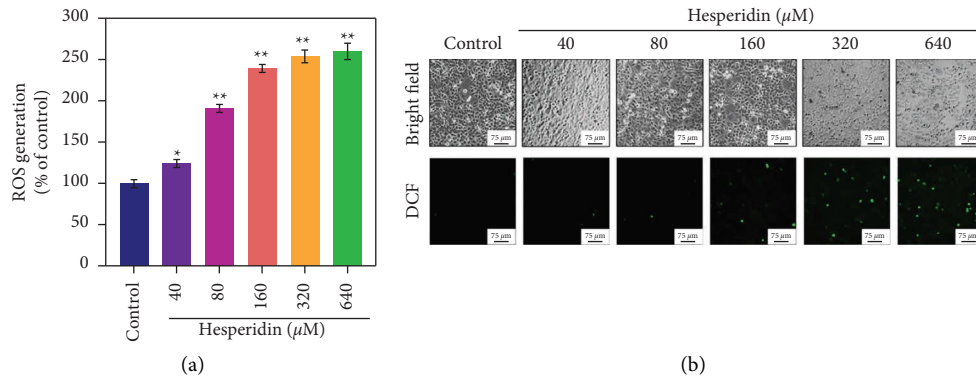 300
250
200
150
100
50
0
ROS generation
(% of control)
*
**
**
**
**
Control
40
80
160
320
640
Hesperidin (μM)
(a)
Hesperidin (μM)
Control
40
80
160
320
640
Bright field
75 μm
75 μm
75 μm
75 μm
75 μm
75 μm
DCF
75 μm
75 μm
75 μm
75 μm
75 μm
75 μm
(b)